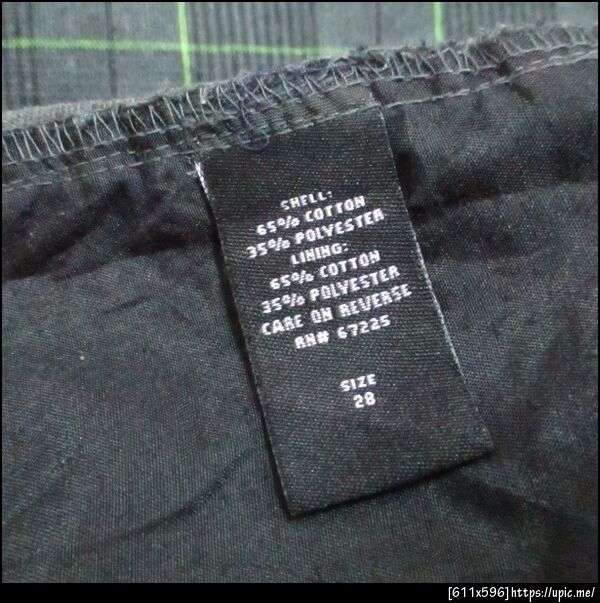 SHELL:
65% COTTON
35% POLYESTER
LINING:
65% COTTON
35% POLYESTER
CARE ON REVERSE
RN# 67225
SIZE
28
[611x596]https://upic.me/